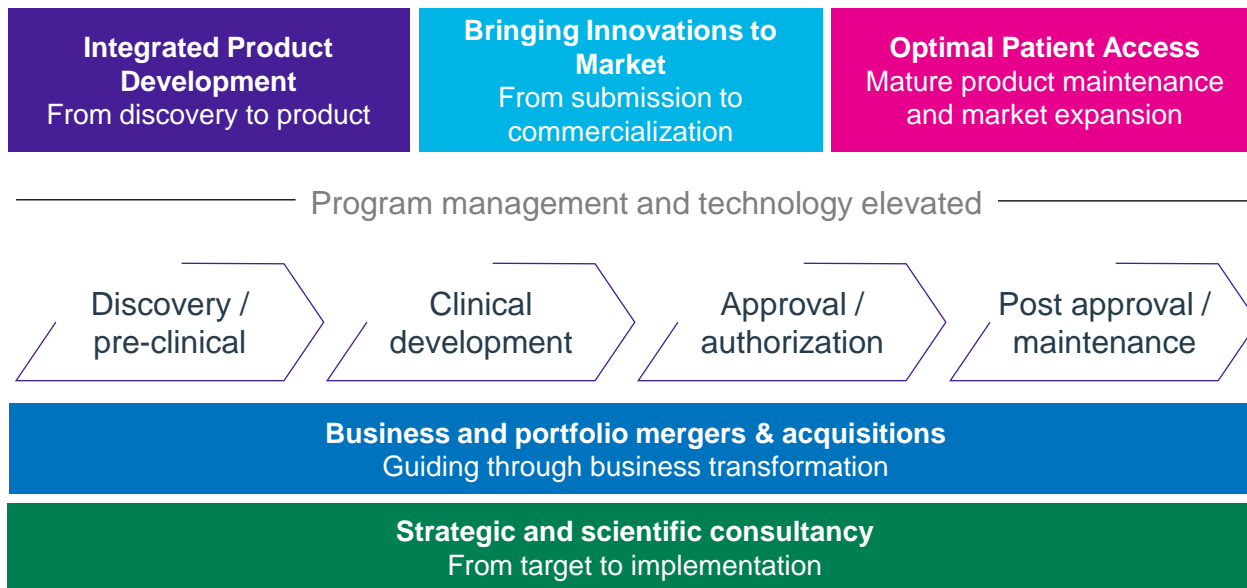 Integrated Product
Development
From discovery to product
Bringing Innovations to
Market
From submission to
commercialization
Optimal Patient Access
Mature product maintenance
and market expansion
Program management and technology elevated
Discovery /
pre-clinical
Clinical
development
Approval /
authorization
Post approval /
maintenance
Business and portfolio mergers & acquisitions
Guiding through business transformation
Strategic and scientific consultancy
From target to implementation